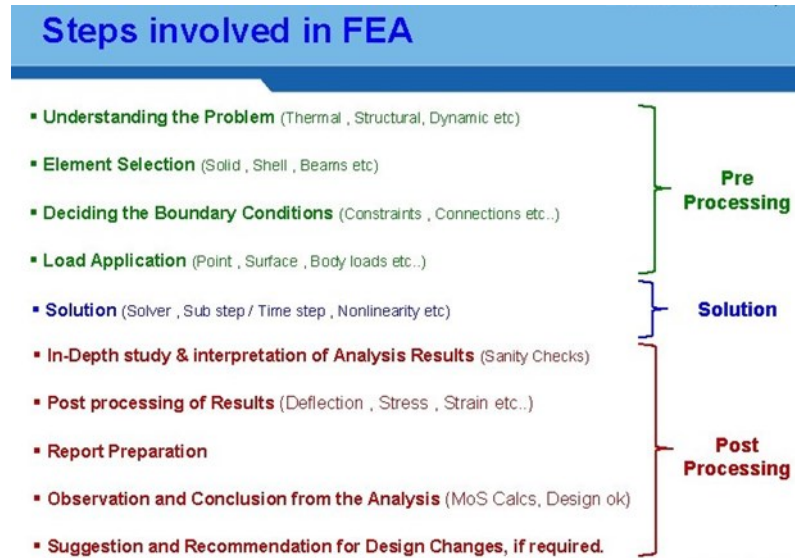 Steps involved in FEA
▪ Understanding the Problem (Thermal , Structural, Dynamic etc)
▪ Element Selection (Solid , Shell , Beams etc)
▪ Deciding the Boundary Conditions (Constraints , Connections etc..)
▪ Load Application (Point , Surface , Body loads etc..)
Pre
Processing
▪ Solution (Solver , Sub step / Time step , Nonlinearity etc)
Solution
▪ In-Depth study & interpretation of Analysis Results (Sanity Checks)
▪ Post processing of Results (Deflection , Stress , Strain etc..)
▪ Report Preparation
▪ Observation and Conclusion from the Analysis (MoS Calcs, Design ok)
▪ Suggestion and Recommendation for Design Changes, if required.
Post
Processing